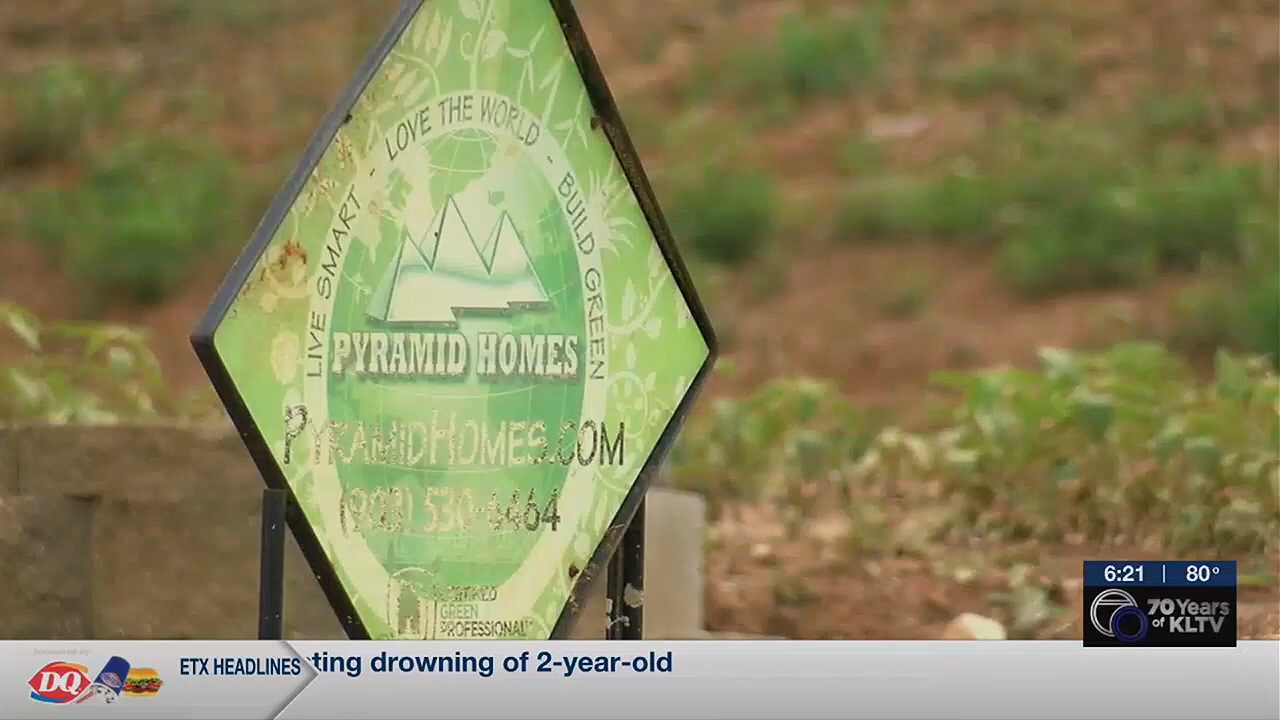 LIVE SMART - LOVE THE WORLD - BUILD GREEN
PYRAMID HOMES
PYRAMIDHOMES.COM
(903) 530-6464
CERTIFIED
GREEN
PROFESSIONAL
6:21 | 80°
70 Years
of KLTV
DQ
ETX HEADLINES
ting drowning of 2-year-old